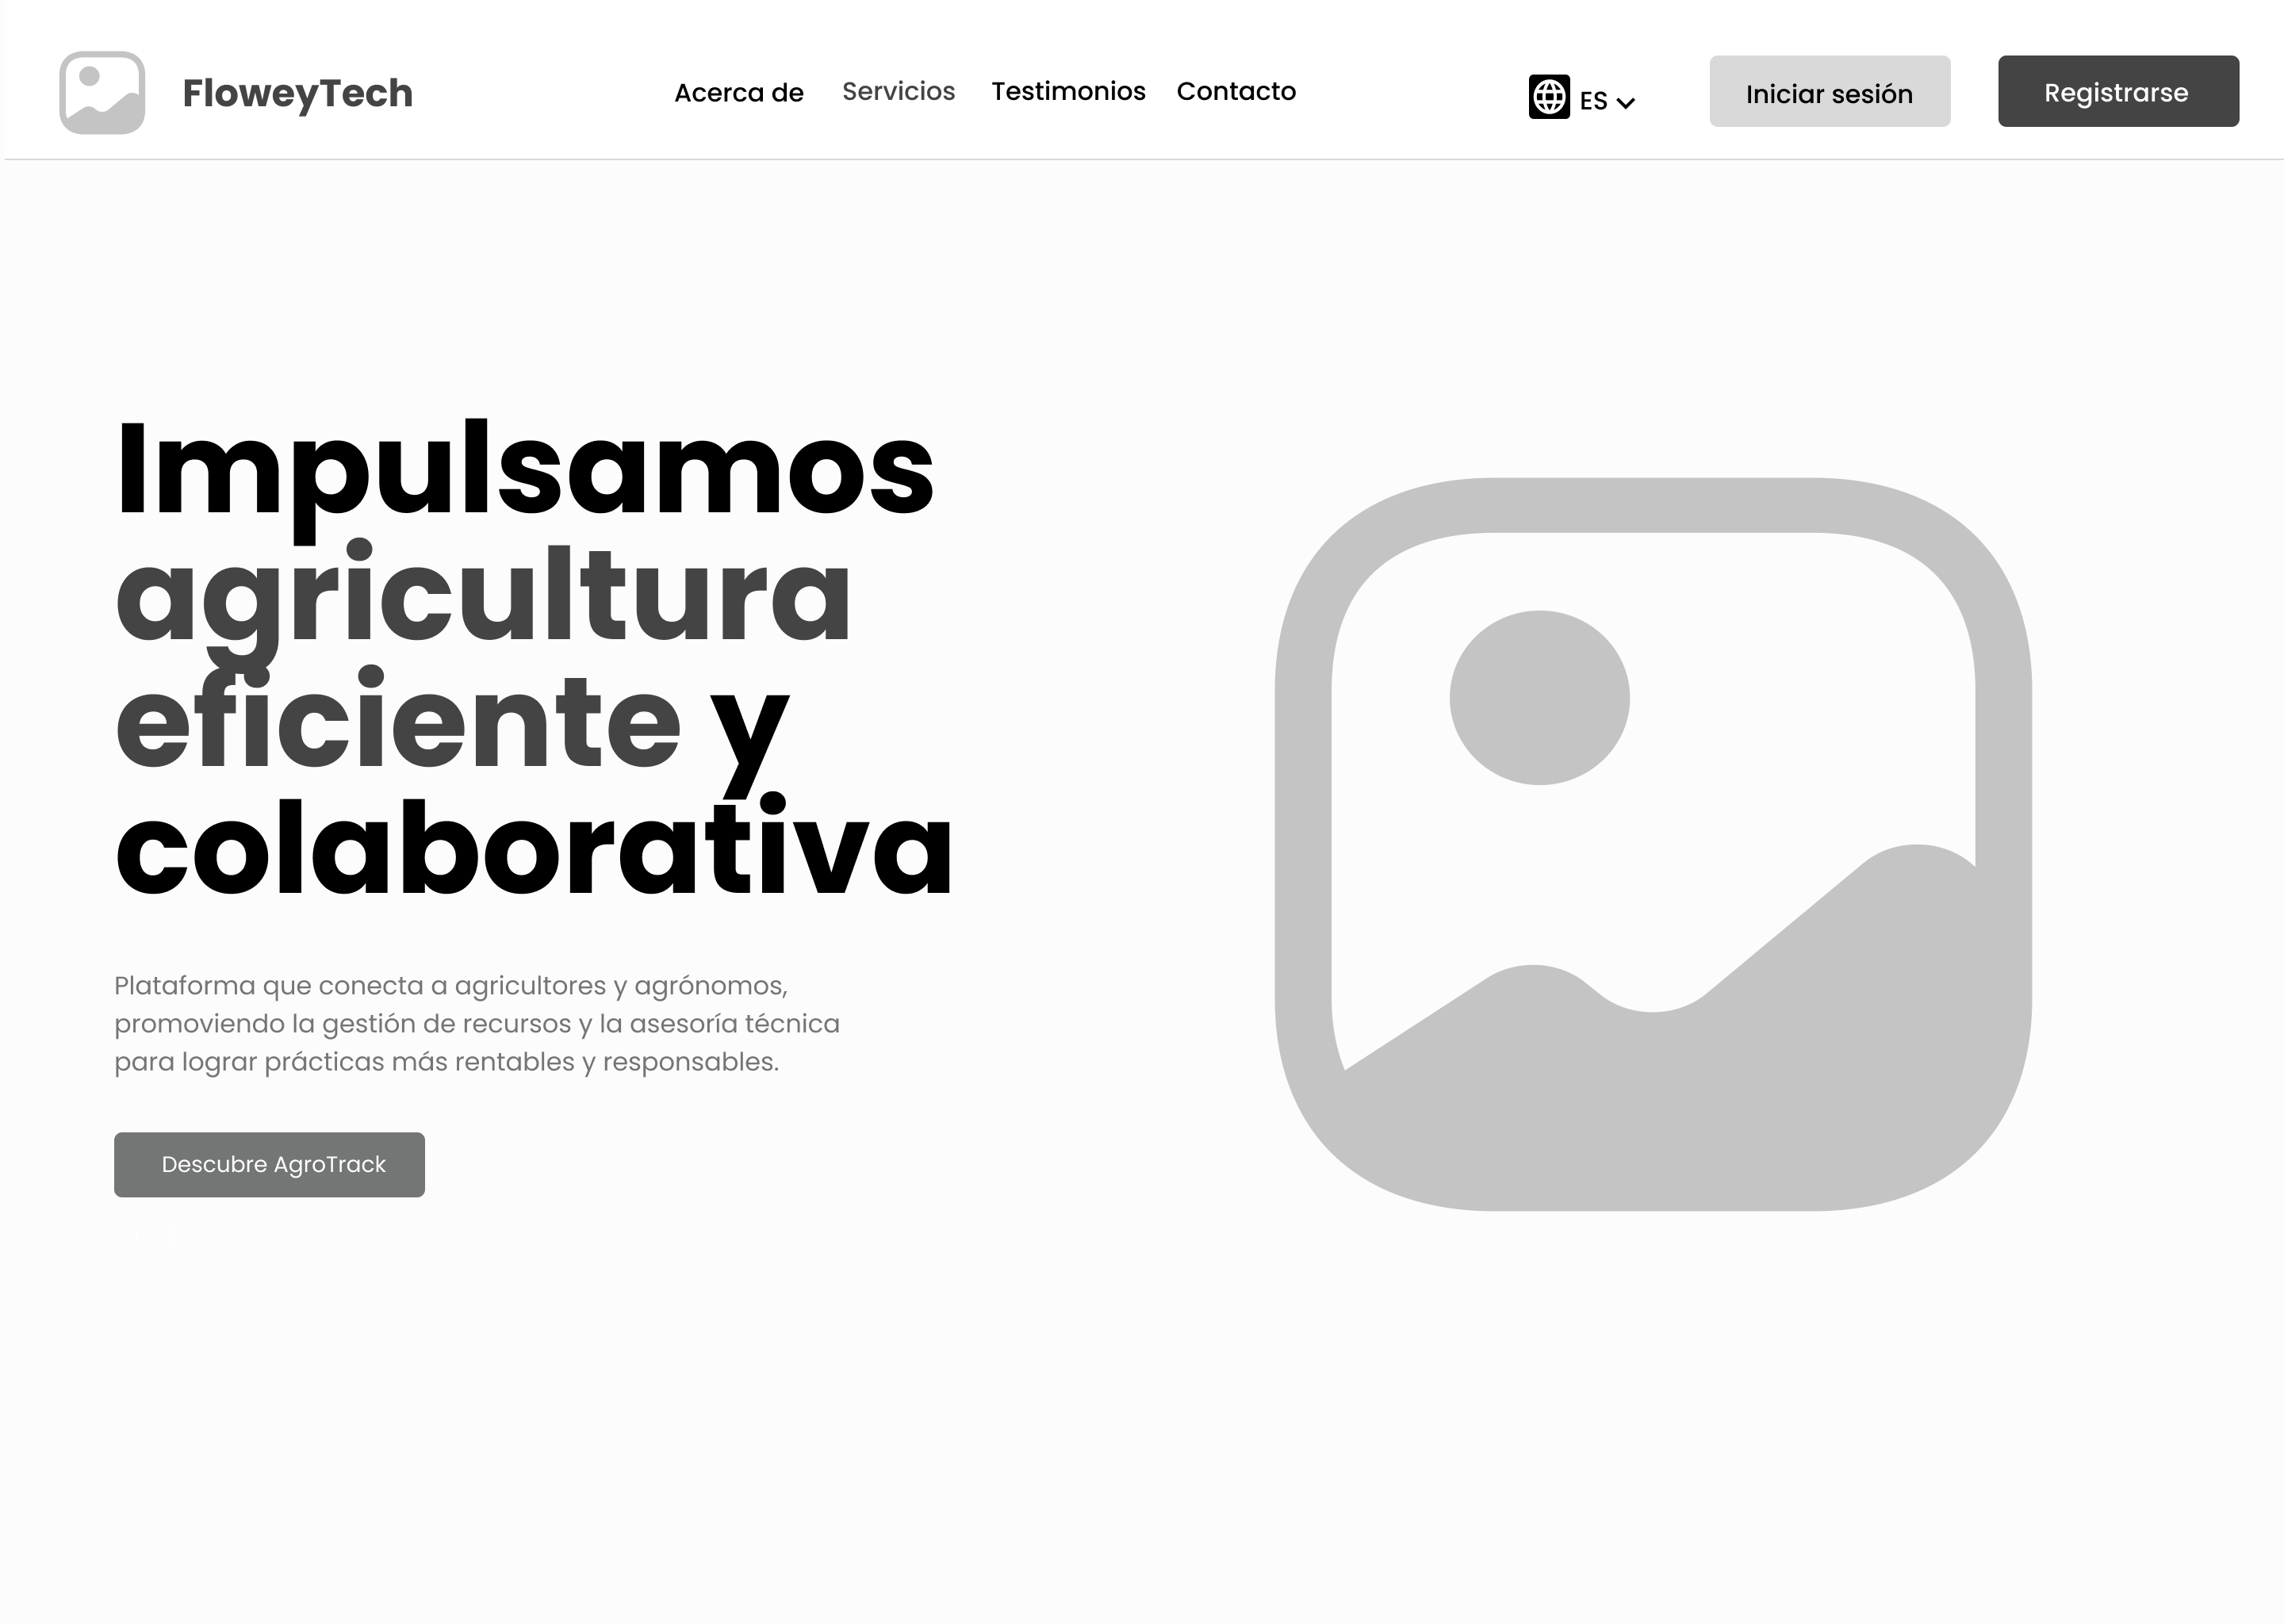 FloweyTech
Acerca de
Servicios
Testimonios
Contacto
ES
Iniciar sesión
Registrarse
Impulsamos
agricultura
eficiente y
colaborativa
Plataforma que conecta a agricultores y agrónomos,
promoviendo la gestión de recursos y la asesoría técnica
para lograr prácticas más rentables y responsables.
Descubre AgroTrack